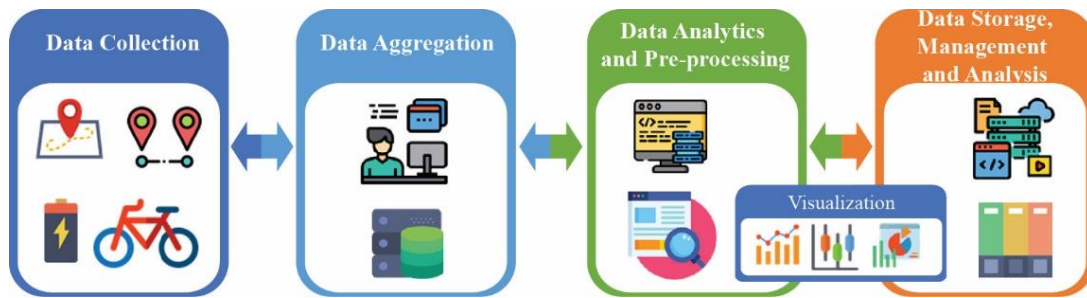 Data Collection
Data Aggregation
Data Analytics
and Pre-processing
Data Storage,
Management
and Analysis
</>
</>
Visualization